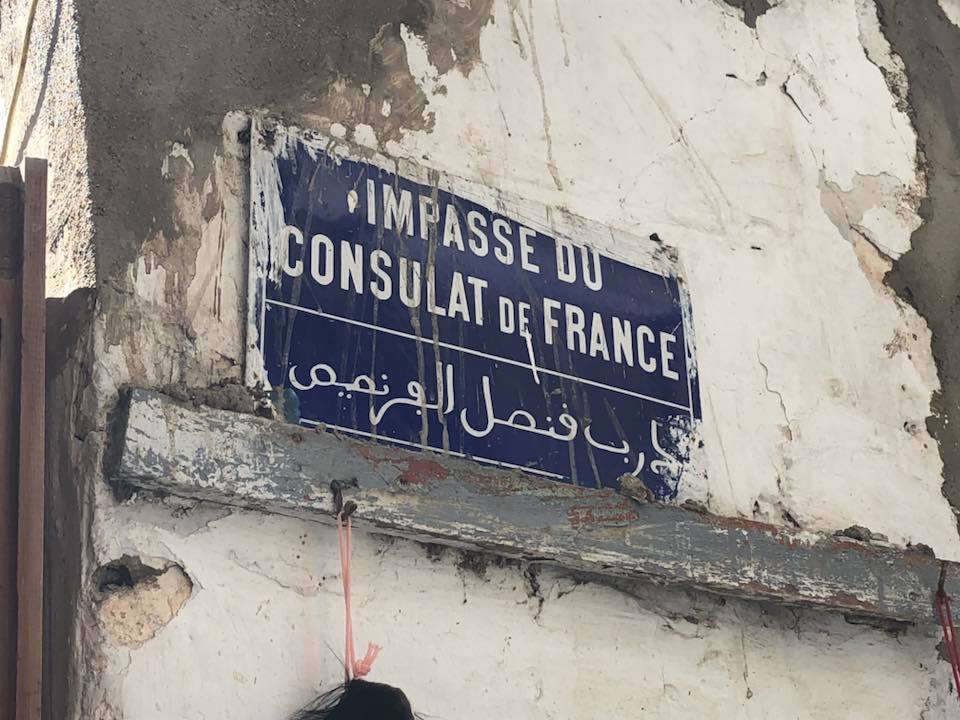 IMPASSE DU
CONSULAT DE FRANCE
درب قنصل الفرنصيص